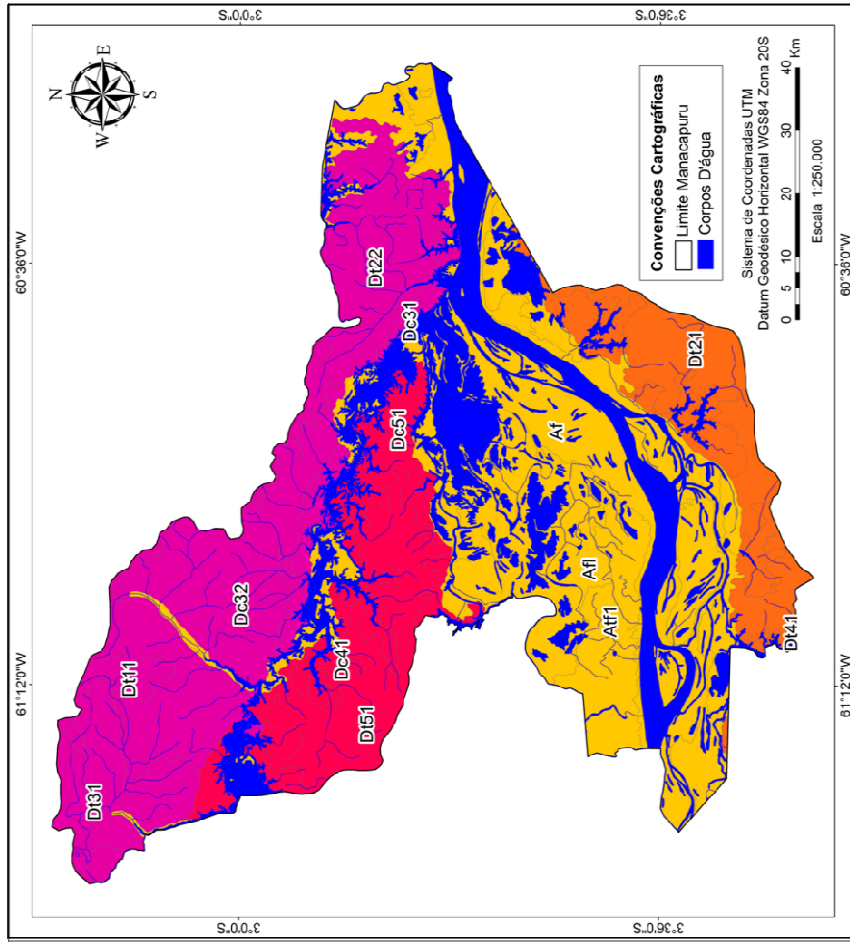 61°12'0"W
60°36'0"W
3°0'0"S
3°0'0"S
3°36'0"S
3°36'0"S
N
W
E
S
Dt31
Dt11
Dc32
Dt22
Dc31
Dc51
Dc41
Dt51
Af
Afl
Atf1
Dt21
Dt41
Convenções Cartográficas
Limite Manacapuru
Corpos D'água
Sistema de Coordenadas UTM
Datum Geodésico Horizontal WGS84 Zona 20S
0 5 10 20 30 40 Km
Escala 1:250.000
61°12'0"W
60°36'0"W